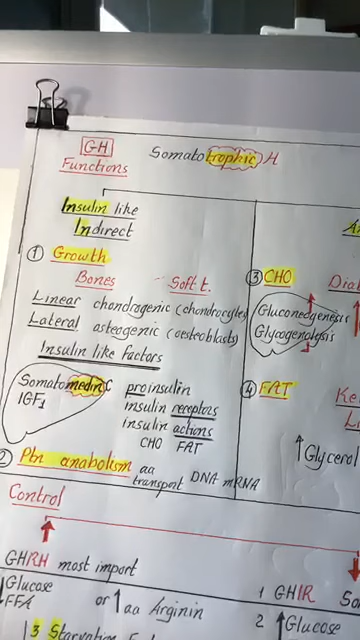 GH Somatotrophic H
Functions
Insulin like
Indirect
① Growth
Bones Soft t.
Linear chondrogenic (chondrocytes
Lateral osteogenic (oesteoblasts)
Insulin like factors
Somatomedin C proinsulin
IGF1 insulin receptors
insulin actions
CHO FAT
② Ptn anabolism aa
transport DNA mRNA
③ CHO
Gluconeogenesis
Glycogenolysis
④ FAT
↑ Glycerol
Control
GHRH most import
↓Glucose
FFA or ↑aa Arginin
3 Starvation
1 GHIR
2 ↑Glucose